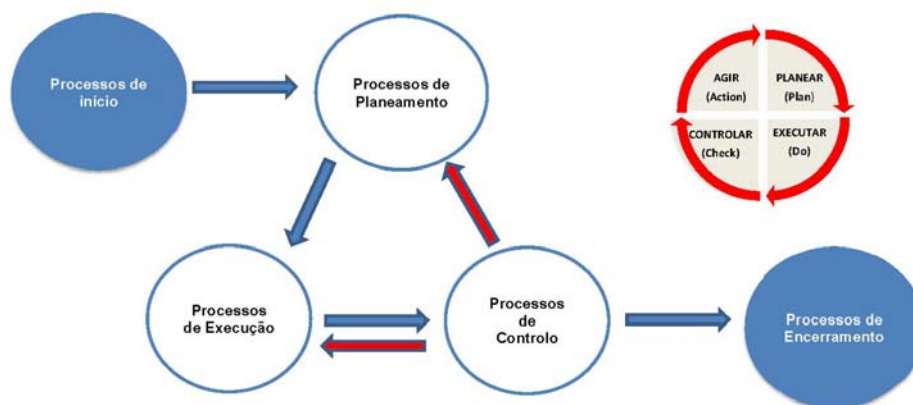 Processos de
início
Processos de
Planeamento
AGIR
(Action)
PLANEAR
(Plan)
CONTROLAR
(Check)
EXECUTAR
(Do)
Processos
de Execução
Processos
de
Controlo
Processos de
Encerramento